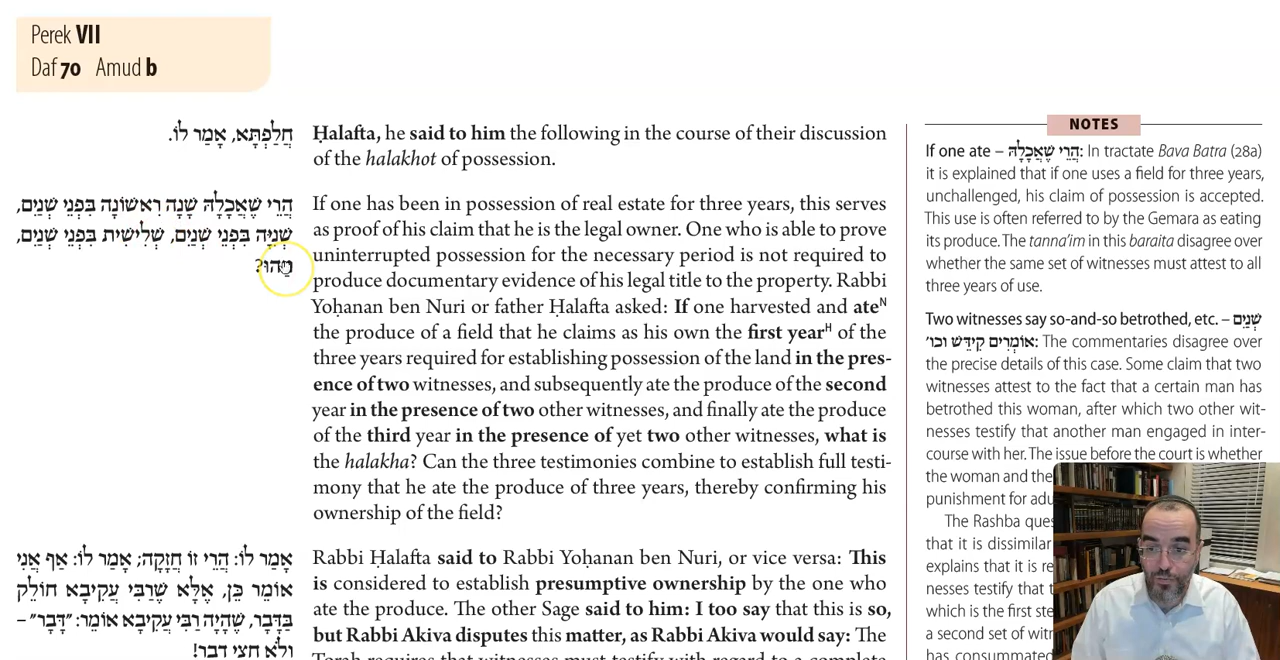 Perek VII
Daf 70 Amud b
חֲלַפְתָּא, אָמַר לוֹ.
הֲרֵי שֶׁאֲכָלָהּ שָׁנָה רִאשׁוֹנָה בִּפְנֵי שְׁנַיִם,
שְׁנִיָּה בִּפְנֵי שְׁנַיִם, שְׁלִישִׁית בִּפְנֵי שְׁנַיִם,
מַהוּ?
אָמַר לוֹ: הֲרֵי זוֹ חֲזָקָה; אָמַר לוֹ: אַף אֲנִי
אוֹמֵר כֵּן, אֶלָּא שֶׁרַבִּי עֲקִיבָא חוֹלֵק
בַּדָּבָר, שֶׁהָיָה רַבִּי עֲקִיבָא אוֹמֵר: ״דָּבָר״ –
וְלֹא חֲצִי דָבָר!
Ḥalafta, he said to him the following in the course of their discussion
of the halakhot of possession.
If one has been in possession of real estate for three years, this serves
as proof of his claim that he is the legal owner. One who is able to prove
uninterrupted possession for the necessary period is not required to
produce documentary evidence of his legal title to the property. Rabbi
Yoḥanan ben Nuri or father Ḥalafta asked: If one harvested and ateᴺ
the produce of a field that he claims as his own the first yearᴴ of the
three years required for establishing possession of the land in the pres-
ence of two witnesses, and subsequently ate the produce of the second
year in the presence of two other witnesses, and finally ate the produce
of the third year in the presence of yet two other witnesses, what is
the halakha? Can the three testimonies combine to establish full testi-
mony that he ate the produce of three years, thereby confirming his
ownership of the field?
Rabbi Ḥalafta said to Rabbi Yoḥanan ben Nuri, or vice versa: This
is considered to establish presumptive ownership by the one who
ate the produce. The other Sage said to him: I too say that this is so,
but Rabbi Akiva disputes this matter, as Rabbi Akiva would say: The
Torah requires that witnesses must testify with regard to a complete
NOTES
If one ate – הֲרֵי שֶׁאֲכָלָהּ: In tractate Bava Batra (28a)
it is explained that if one uses a field for three years,
unchallenged, his claim of possession is accepted.
This use is often referred to by the Gemara as eating
its produce. The tanna'im in this baraita disagree over
whether the same set of witnesses must attest to all
three years of use.
Two witnesses say so-and-so betrothed, etc. – שְׁנַיִם
אוֹמְרִים קִידֵּשׁ וכו׳: The commentaries disagree over
the precise details of this case. Some claim that two
witnesses attest to the fact that a certain man has
betrothed this woman, after which two other wit-
nesses testify that another man engaged in inter-
course with her. The issue before the court is whether
the woman and the
punishment for adu
The Rashba ques
that it is dissimilar
explains that it is re
nesses testify that t
which is the first ste
a second set of witr
has consummated